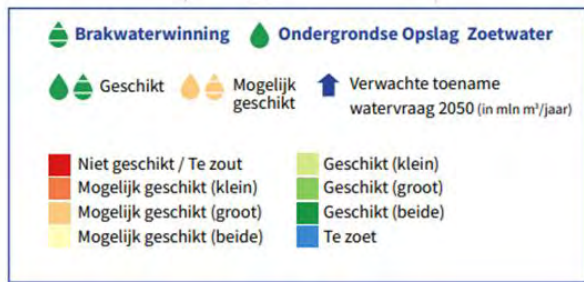 Brakwaterwinning Ondergrondse Opslag Zoetwater
Geschikt Mogelijk geschikt Verwachte toename
watervraag 2050 (in mln m³/jaar)
Niet geschikt / Te zout Geschikt (klein)
Mogelijk geschikt (klein) Geschikt (groot)
Mogelijk geschikt (groot) Geschikt (beide)
Mogelijk geschikt (beide) Te zoet